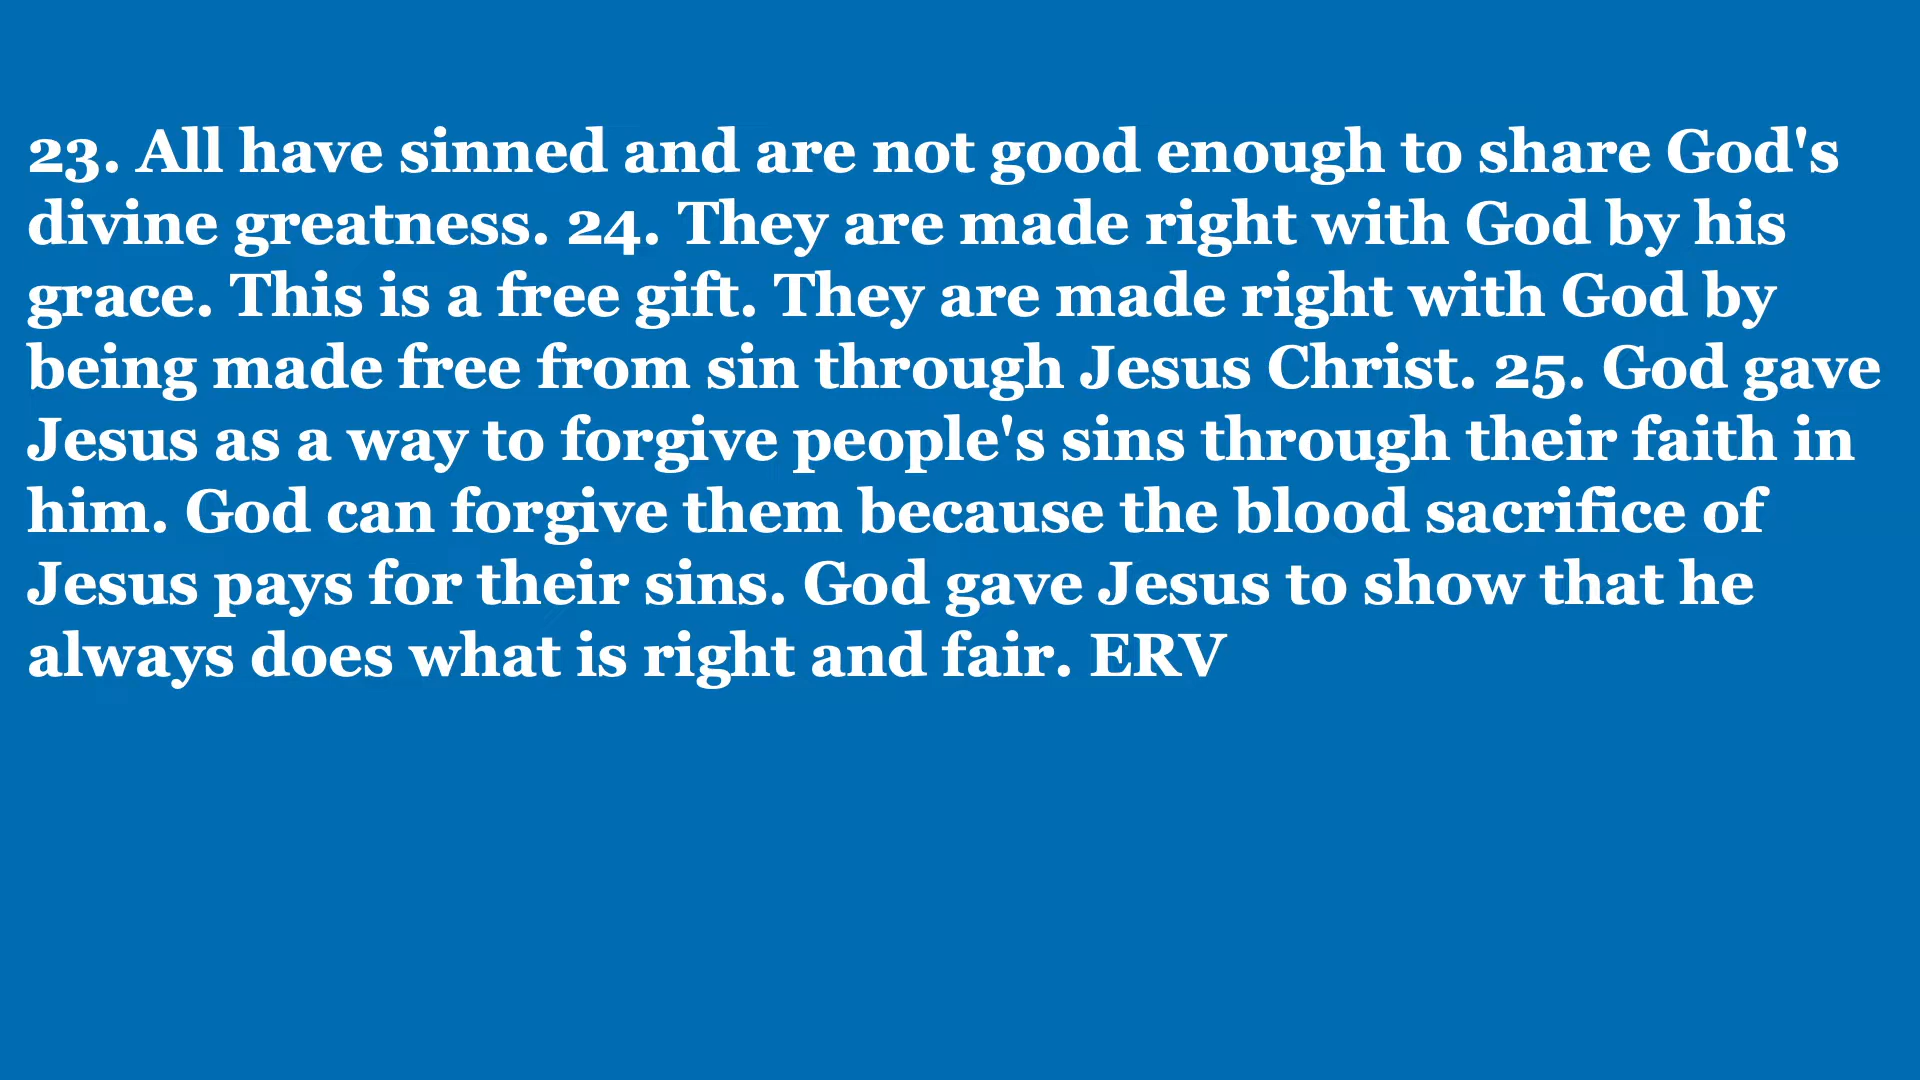 23. All have sinned and are not good enough to share God's
divine greatness. 24. They are made right with God by his
grace. This is a free gift. They are made right with God by
being made free from sin through Jesus Christ. 25. God gave
Jesus as a way to forgive people's sins through their faith in
him. God can forgive them because the blood sacrifice of
Jesus pays for their sins. God gave Jesus to show that he
always does what is right and fair. ERV